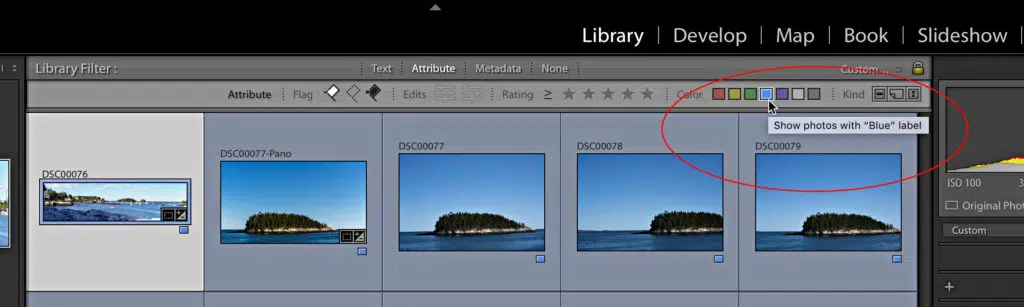 Library | Develop | Map | Book | Slideshow |
Library Filter : Text | Attribute | Metadata | None Custom...
Attribute Flag Edits Rating ≥ Color Kind
Show photos with “Blue” label
DSC00076
DSC00077-Pano
DSC00077
DSC00078
DSC00079
ISO 100 3
Original Phot
Custom